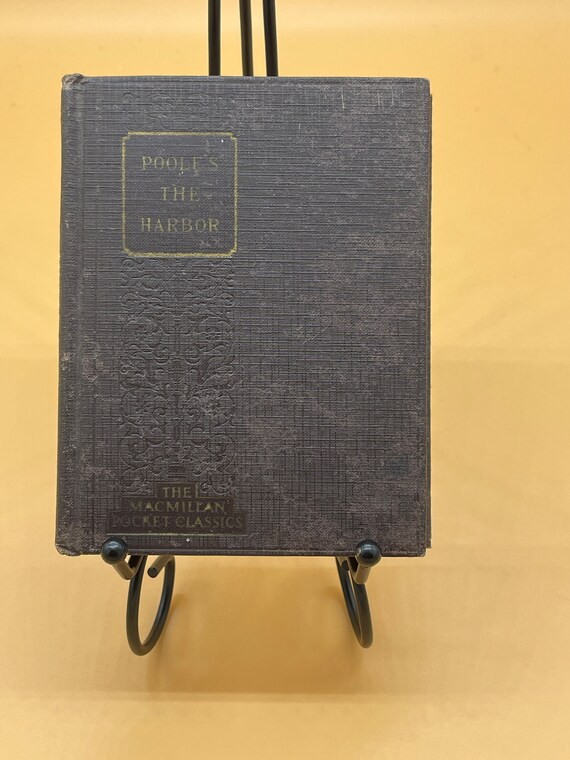 POOLE'S
THE
HARBOR
THE
MACMILLAN
POCKET CLASSICS